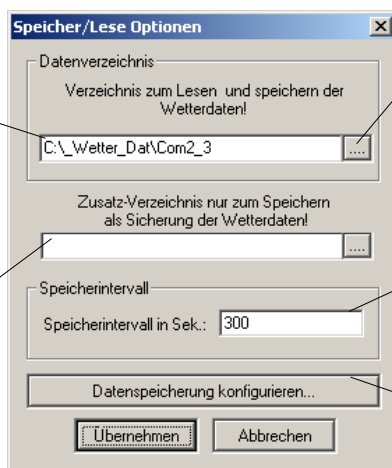 Speicher/Lese Optionen
Datenverzeichnis
Verzeichnis zum Lesen und speichern der
Wetterdaten!
C:\_Wetter_Dat\Com2_3
....
Zusatz-Verzeichnis nur zum Speichern
als Sicherung der Wetterdaten!
....
Speicherintervall
Speicherintervall in Sek.: 300
Datenspeicherung konfigurieren...
Übernehmen Abbrechen